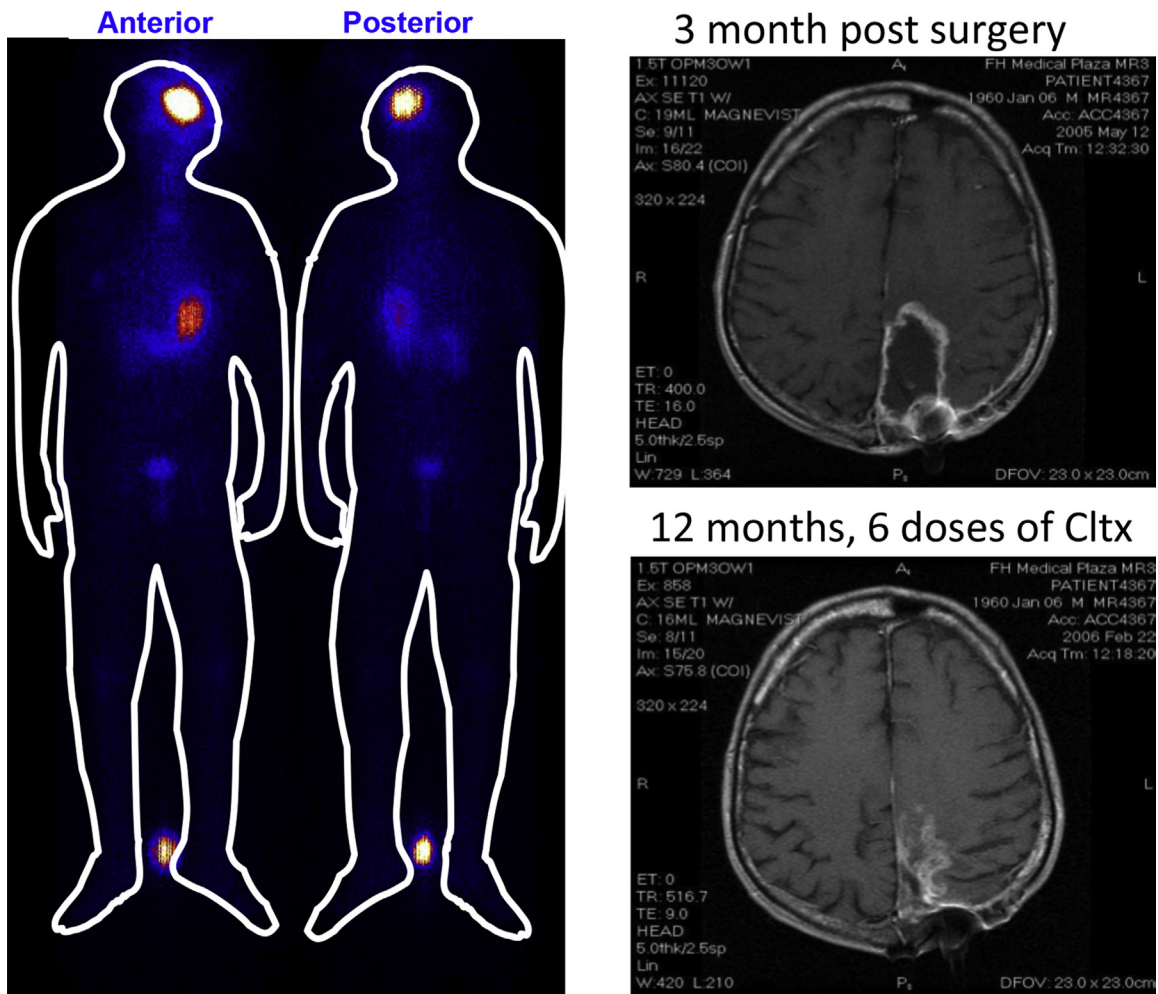 Anterior
Posterior
3 month post surgery
1.5T OPM3OW1
Ex: 11120
AX SE T1 W/
C: 19ML MAGNEVIST
Se: 9/11
Im: 16/22
Ax: S80.4 (COI)
320 x 224
A
FH Medical Plaza MR3
PATIENT4367
1960 Jan 06 M MR4367
Acc: ACC4367
2005 May 12
Acq Tm: 12:32:30
R
L
ET: 0
TR: 400.0
TE: 16.0
HEAD
5.0thk/2.5sp
Lin
W:729 L:364
P
DFOV: 23.0 x 23.0cm
12 months, 6 doses of Cltx
1.5T OPM3OW1
Ex: 858
AX SE T1 W/
C: 16ML MAGNEVIST
Se: 8/11
Im: 15/20
Ax: S75.8 (COI)
320 x 224
A
FH Medical Plaza MR3
PATIENT4367
1960 Jan 06 M MR4367
Acc: ACC4367
2006 Feb 22
Acq Tm: 12:18:20
R
L
ET: 0
TR: 516.7
TE: 9.0
HEAD
5.0thk/2.5sp
Lin
W:420 L:210
P
DFOV: 23.0 x 23.0cm